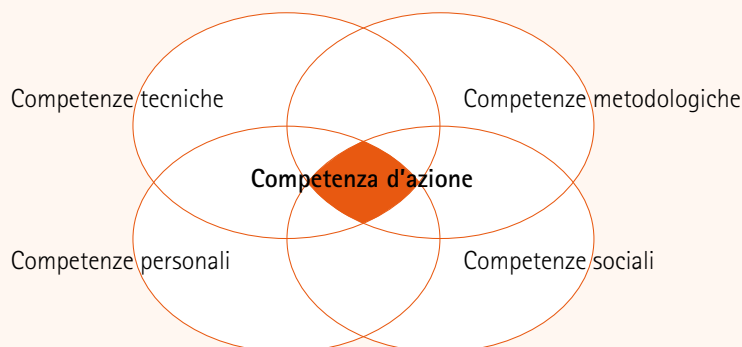 Competenze tecniche
Competenze metodologiche
Competenza d'azione
Competenze personali
Competenze sociali